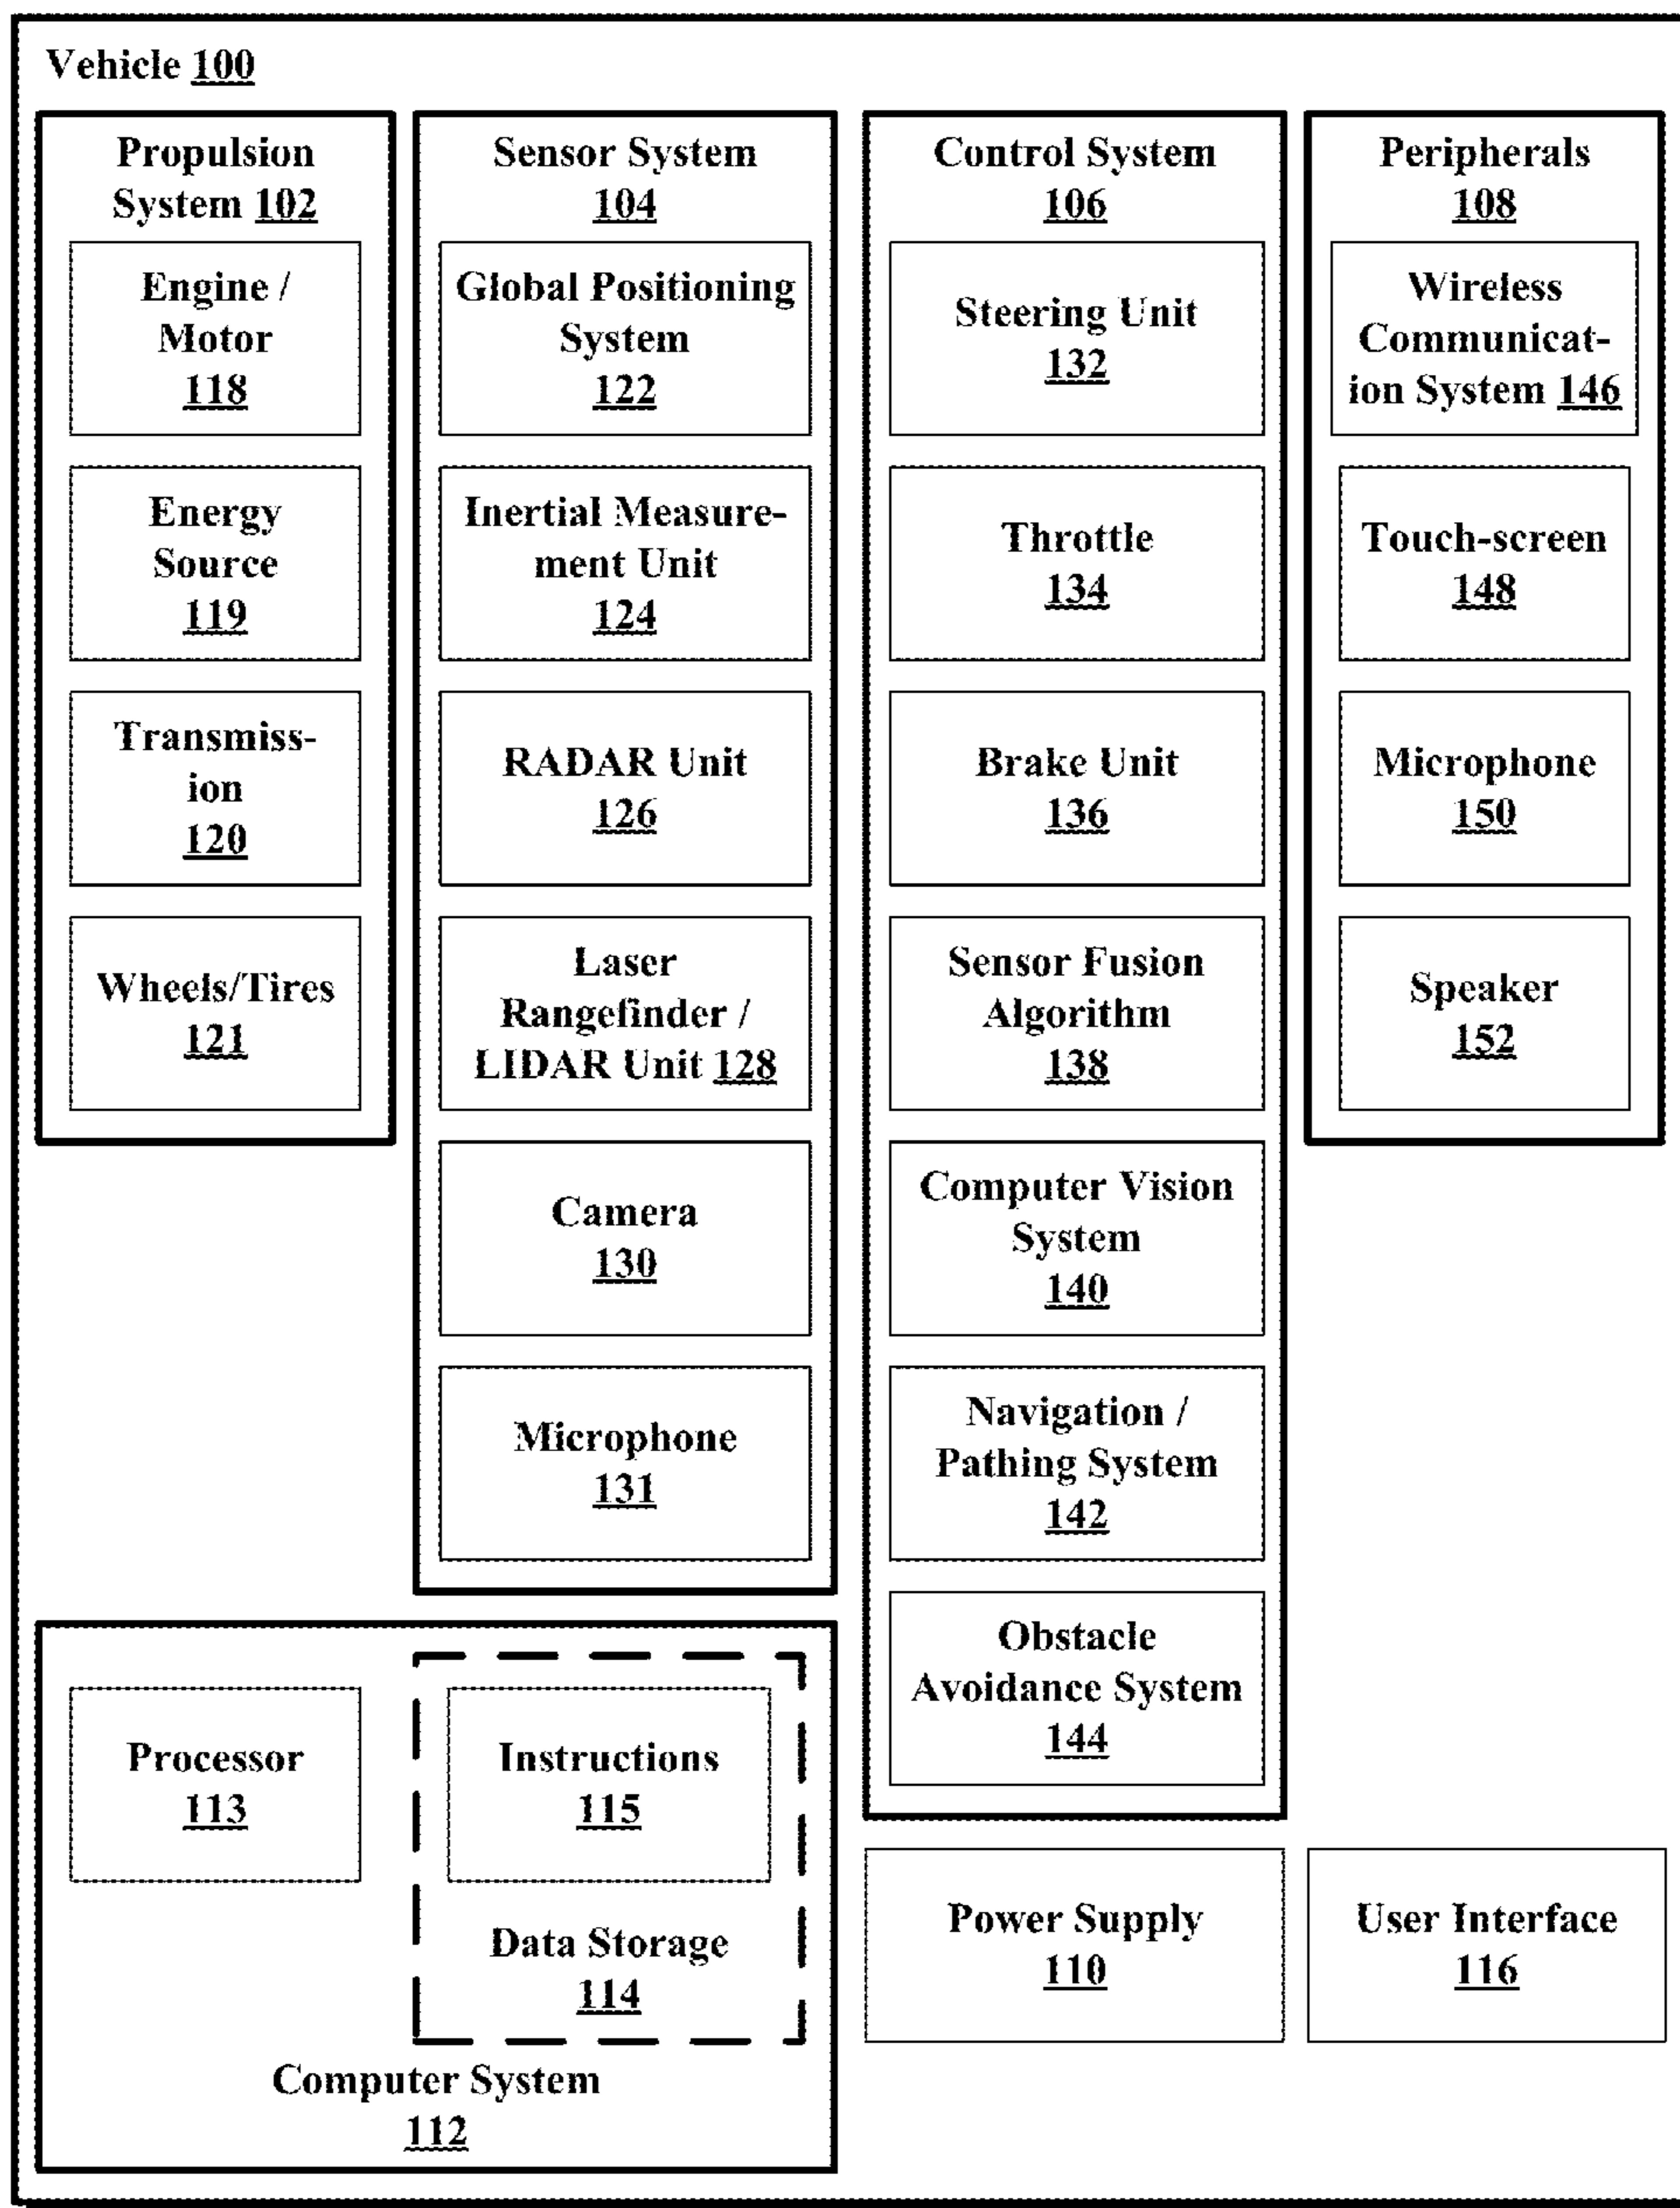 Vehicle 100
Propulsion
System 102
Engine /
Motor
118
Energy
Source
119
Transmiss-
ion
120
Wheels/Tires
121
Sensor System
104
Global Positioning
System
122
Inertial Measure-
ment Unit
124
RADAR Unit
126
Laser
Rangefinder /
LIDAR Unit 128
Camera
130
Microphone
131
Control System
106
Steering Unit
132
Throttle
134
Brake Unit
136
Sensor Fusion
Algorithm
138
Computer Vision
System
140
Navigation /
Pathing System
142
Obstacle
Avoidance System
144
Peripherals
108
Wireless
Communicat-
ion System 146
Touch-screen
148
Microphone
150
Speaker
152
Processor
113
Instructions
115
Data Storage
114
Computer System
112
Power Supply
110
User Interface
116